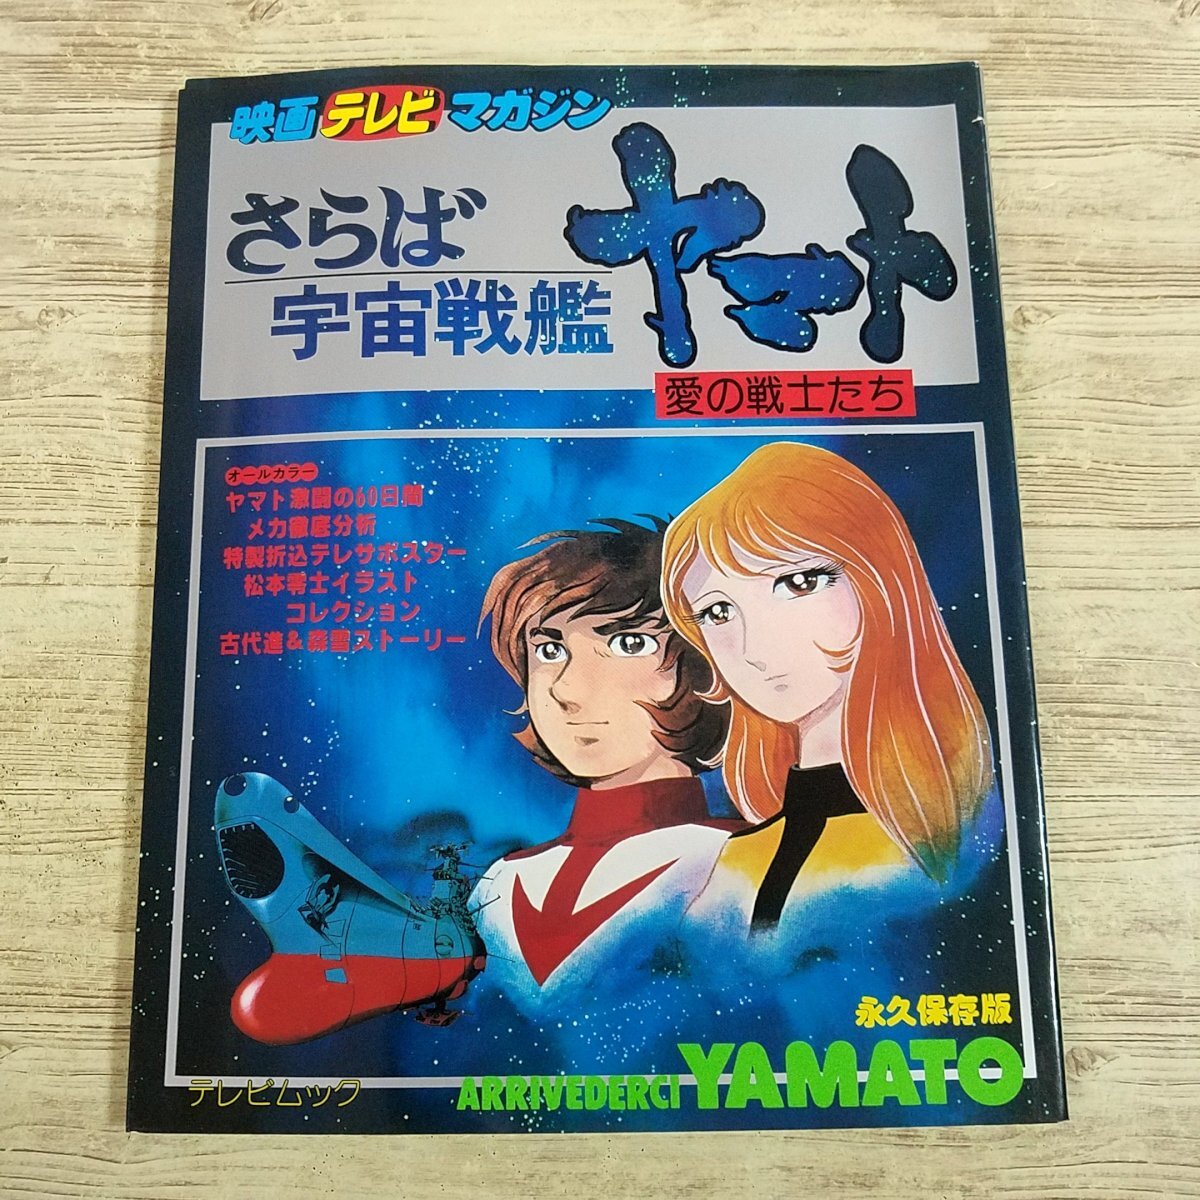 映画テレビマガジン
さらば
宇宙戦艦
ヤマト
愛の戦士たち
オールカラー
ヤマト激闘の60日間
メカ徹底分析
特製折込テレサポスター
松本零士イラスト
コレクション
古代進&森雪ストーリー
永久保存版
テレビムック
ARRIVEDERCI YAMATO